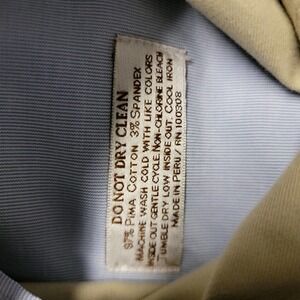 DO NOT DRY CLEAN
97% PIMA COTTON 3% SPANDEX
MACHINE WASH COLD WITH LIKE COLORS
INSIDE OUT GENTLE CYCLE NON-CHLORINE BLEACH
TUMBLE DRY LOW INSIDE OUT. COOL IRON
MADE IN PERU / RN 100308